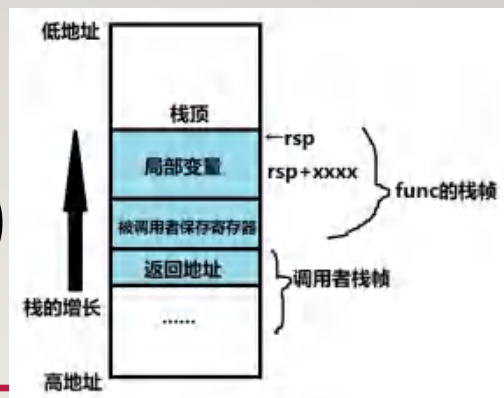 低地址
栈顶
←rsp
局部变量
rsp+xxxx
func的栈帧
被调用者保存寄存器
返回地址
调用者栈帧
栈的增长
......
高地址